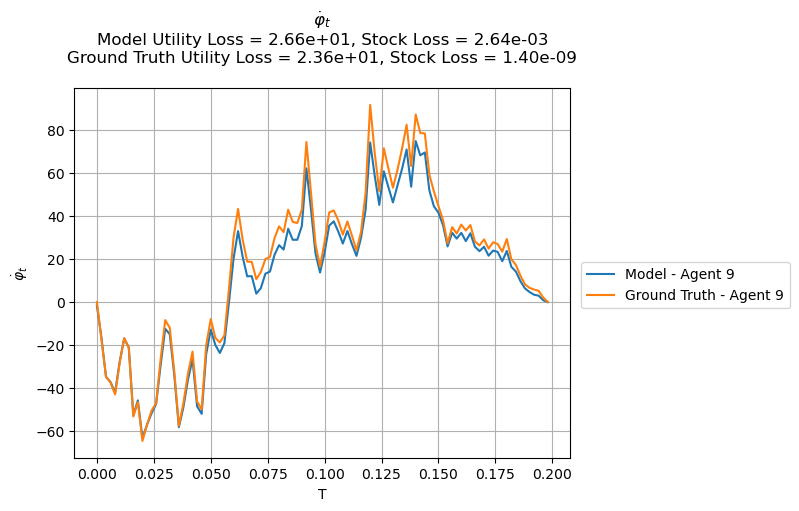 φ̇ₜ
Model Utility Loss = 2.66e+01, Stock Loss = 2.64e-03
Ground Truth Utility Loss = 2.36e+01, Stock Loss = 1.40e-09
φ̇ₜ
80
60
40
20
0
−20
−40
−60
0.000
0.025
0.050
0.075
0.100
0.125
0.150
0.175
0.200
T
Model - Agent 9
Ground Truth - Agent 9